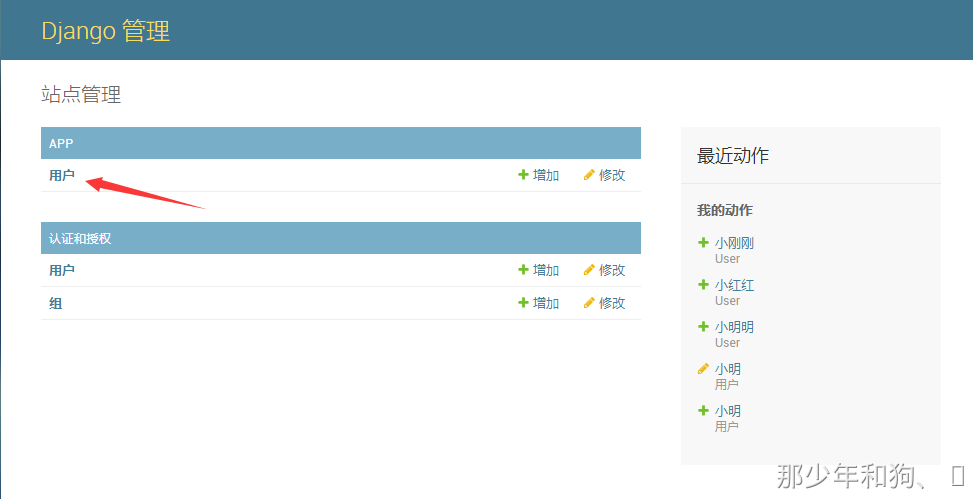 Django 管理
站点管理
APP
用户 增加 修改
认证和授权
用户 增加 修改
组 增加 修改
最近动作
我的动作
小刚刚
User
小红红
User
小明明
User
小明
用户
小明
用户
那少年和狗、